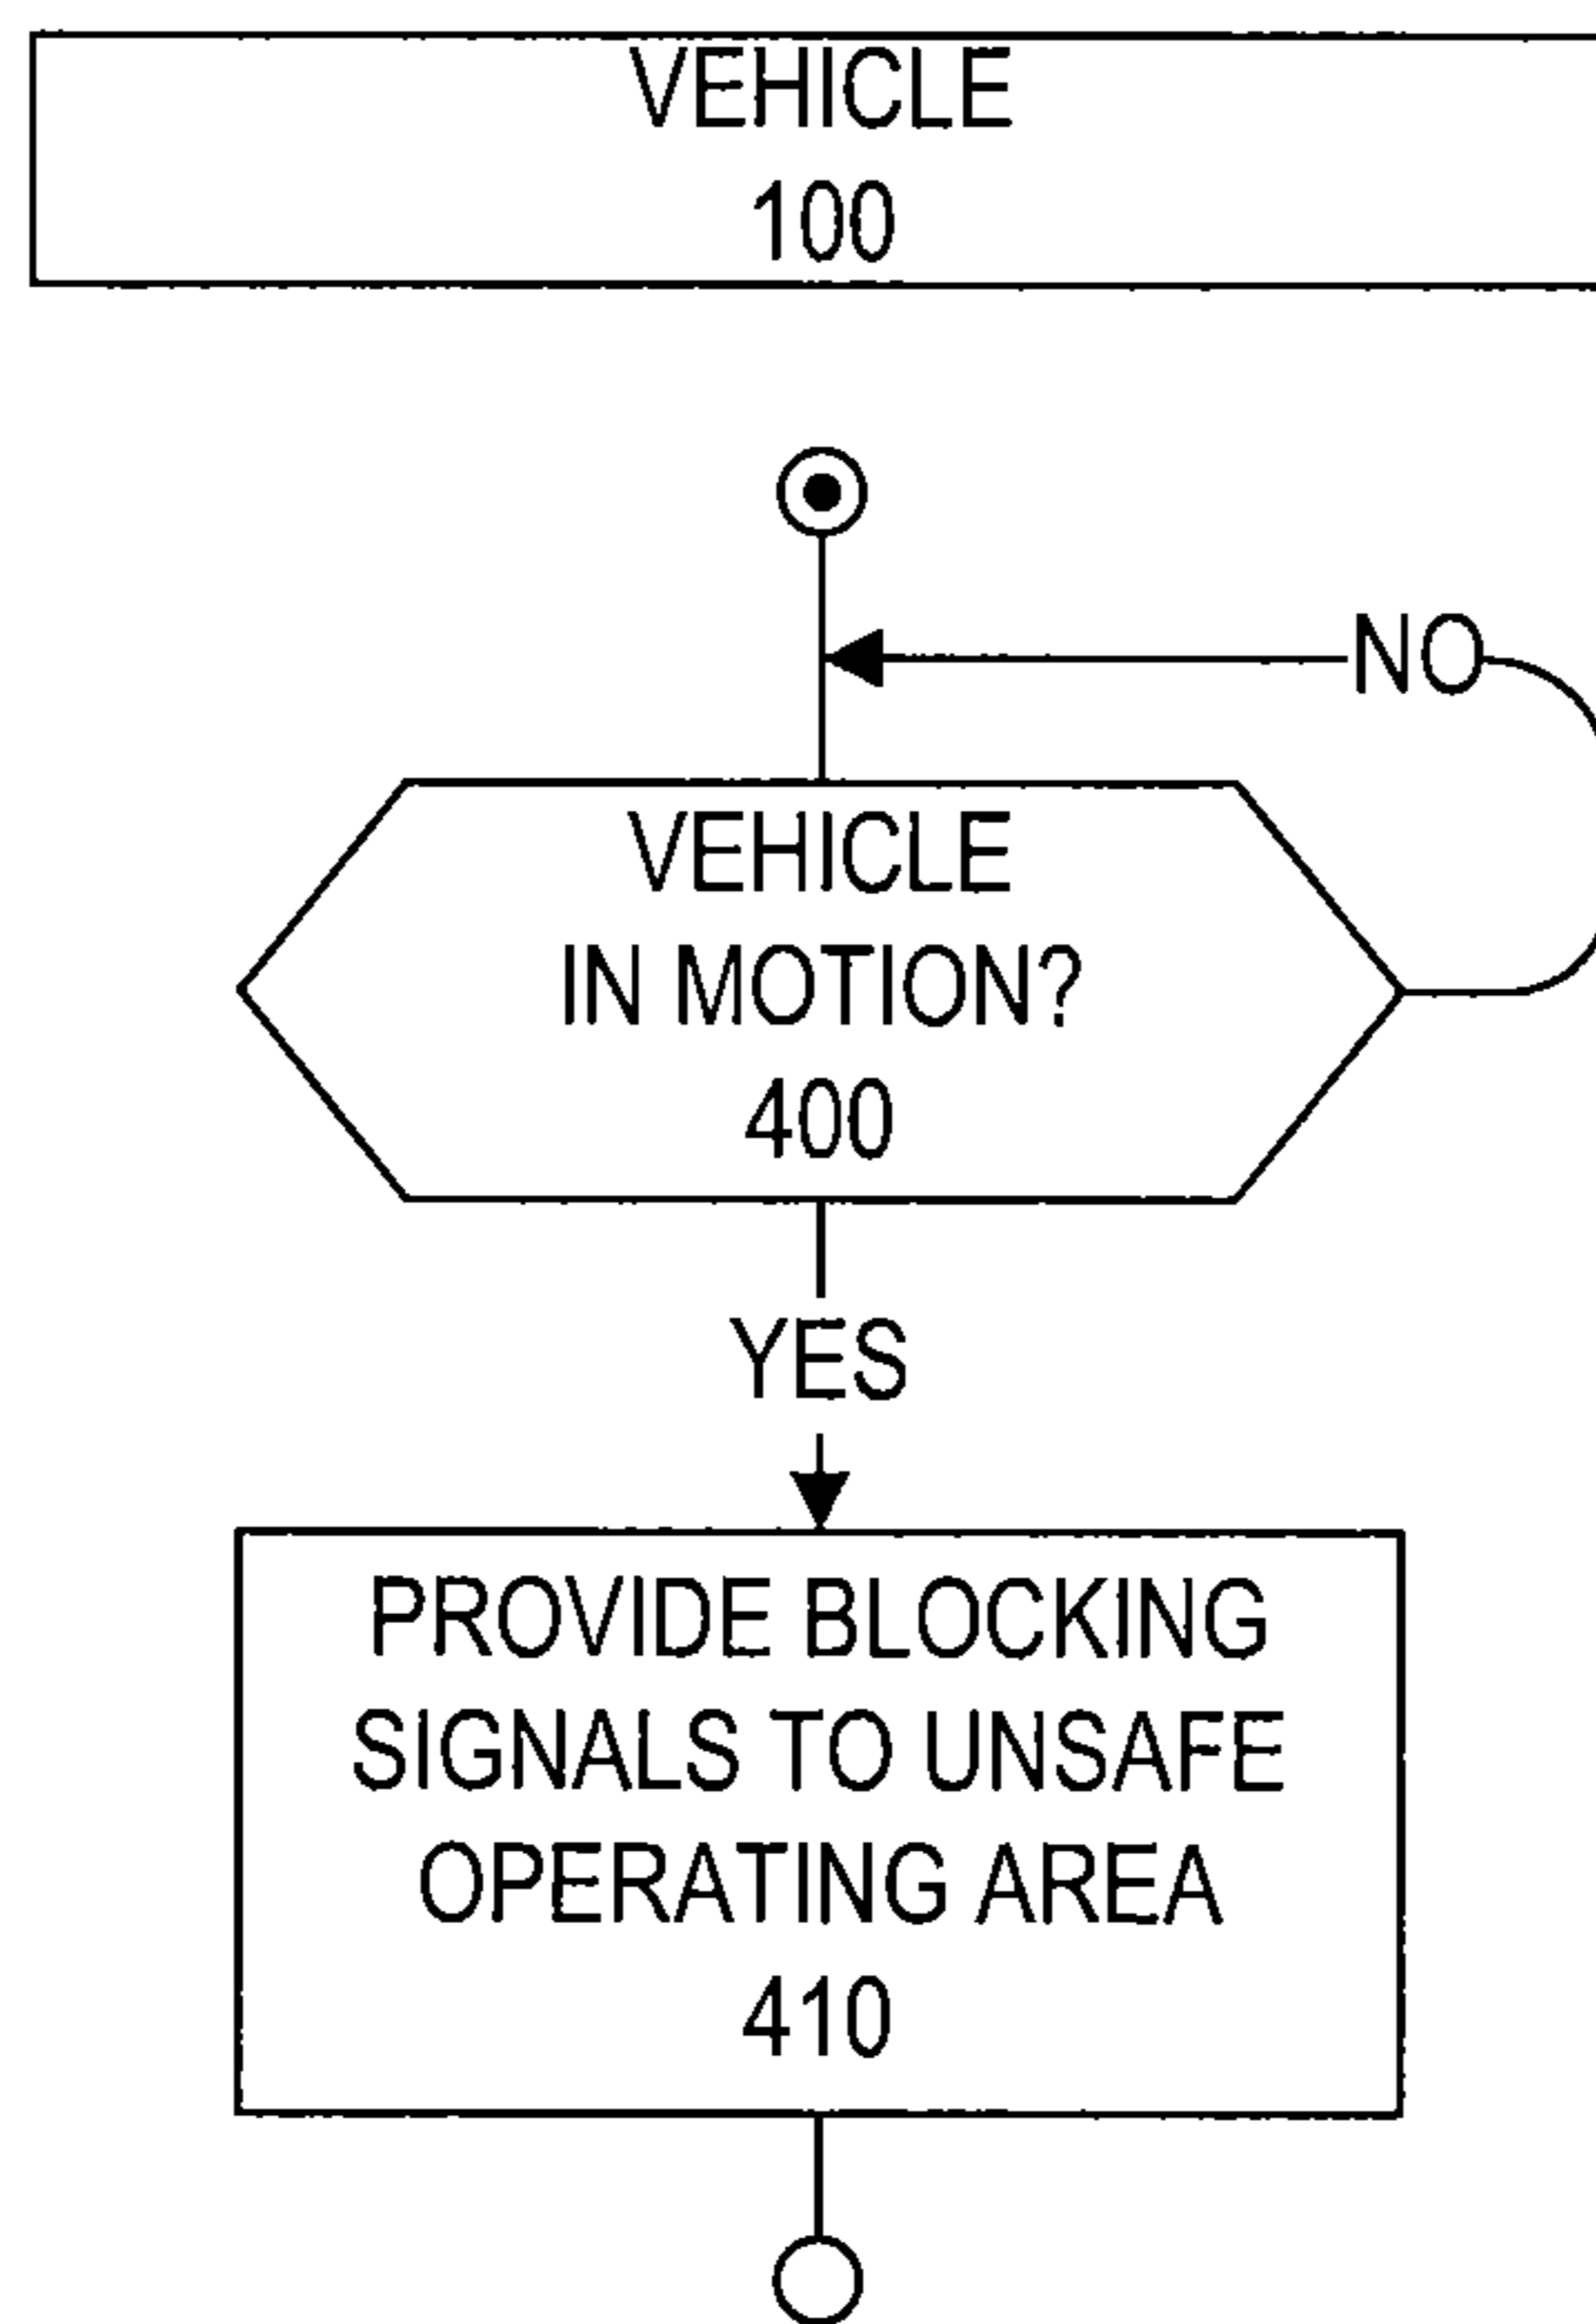 VEHICLE
100
NO
VEHICLE
IN MOTION?
400
YES
PROVIDE BLOCKING
SIGNALS TO UNSAFE
OPERATING AREA
410